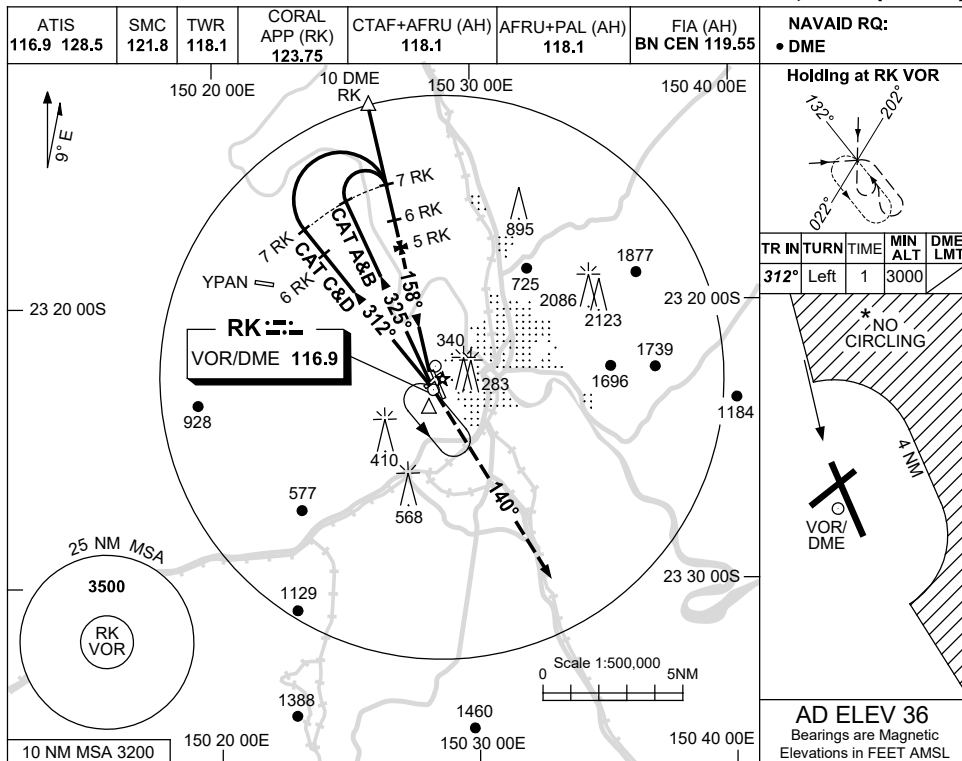 ATIS
116.9 128.5
SMC
121.8
TWR
118.1
CORAL
APP (RK)
123.75
CTAF+AFRU (AH)
118.1
AFRU+PAL (AH)
118.1
FIA (AH)
BN CEN 119.55
NAVAID RQ:
• DME
10 DME
RK
150 20 00E
150 30 00E
150 40 00E
9° E
7 RK
6 RK
5 RK
7 RK
6 RK
CAT A&B
CAT C&D
158°
325°
312°
YPAN
895
725
1877
2086
2123
23 20 00S
23 20 00S
RK
VOR/DME 116.9
340
283
1696
1739
1184
928
410
568
577
140°
25 NM MSA
3500
RK
VOR
1129
23 30 00S
Scale 1:500,000
0
5NM
1388
1460
10 NM MSA 3200
150 20 00E
150 30 00E
150 40 00E
Holding at RK VOR
132°
202°
022°
TR IN
TURN
TIME
MIN
ALT
DME
LMT
312°
Left
1
3000
*NO
CIRCLING
4 NM
VOR/
DME
AD ELEV 36
Bearings are Magnetic
Elevations in FEET AMSL